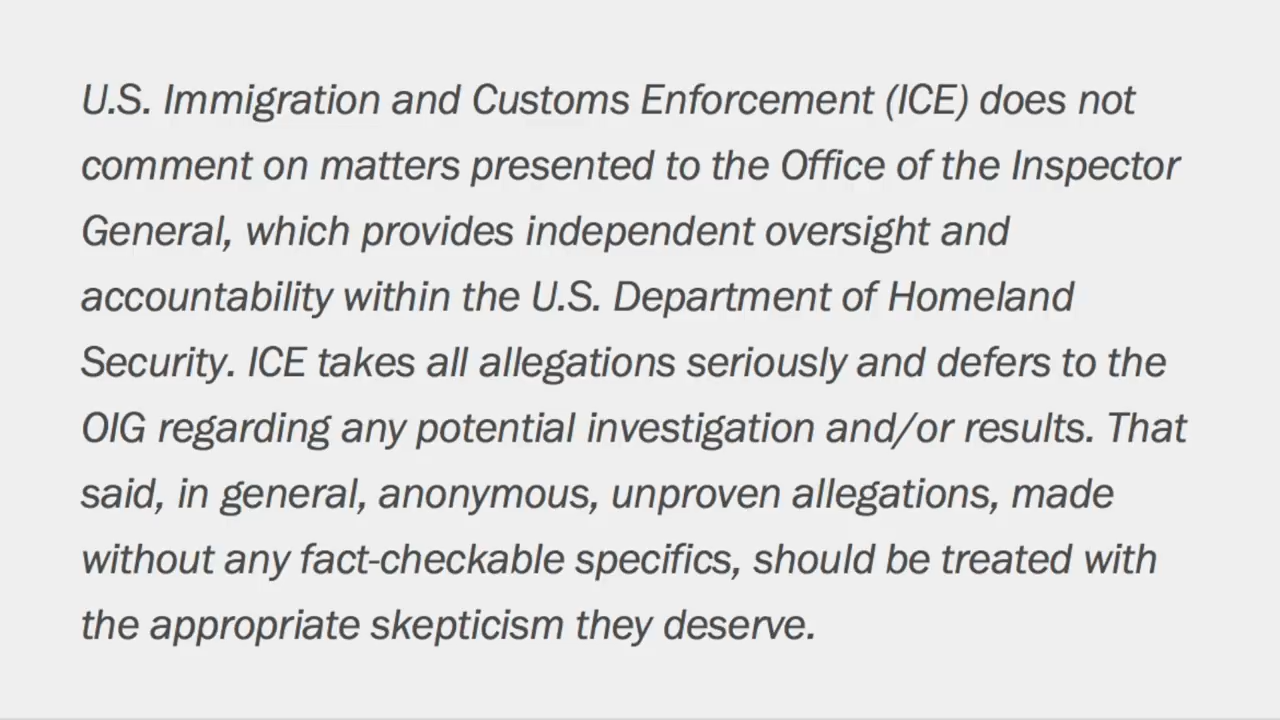 U.S. Immigration and Customs Enforcement (ICE) does not
comment on matters presented to the Office of the Inspector
General, which provides independent oversight and
accountability within the U.S. Department of Homeland
Security. ICE takes all allegations seriously and defers to the
OIG regarding any potential investigation and/or results. That
said, in general, anonymous, unproven allegations, made
without any fact-checkable specifics, should be treated with
the appropriate skepticism they deserve.